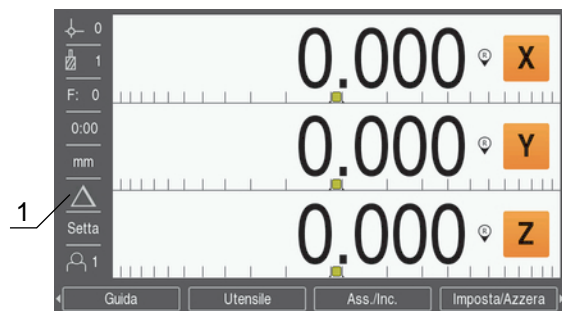 0
1
F: 0
0:00
mm
Setta
1
0.000 R X
0.000 R Y
0.000 R Z
1
Guida Utensile Ass./Inc. Imposta/Azzera